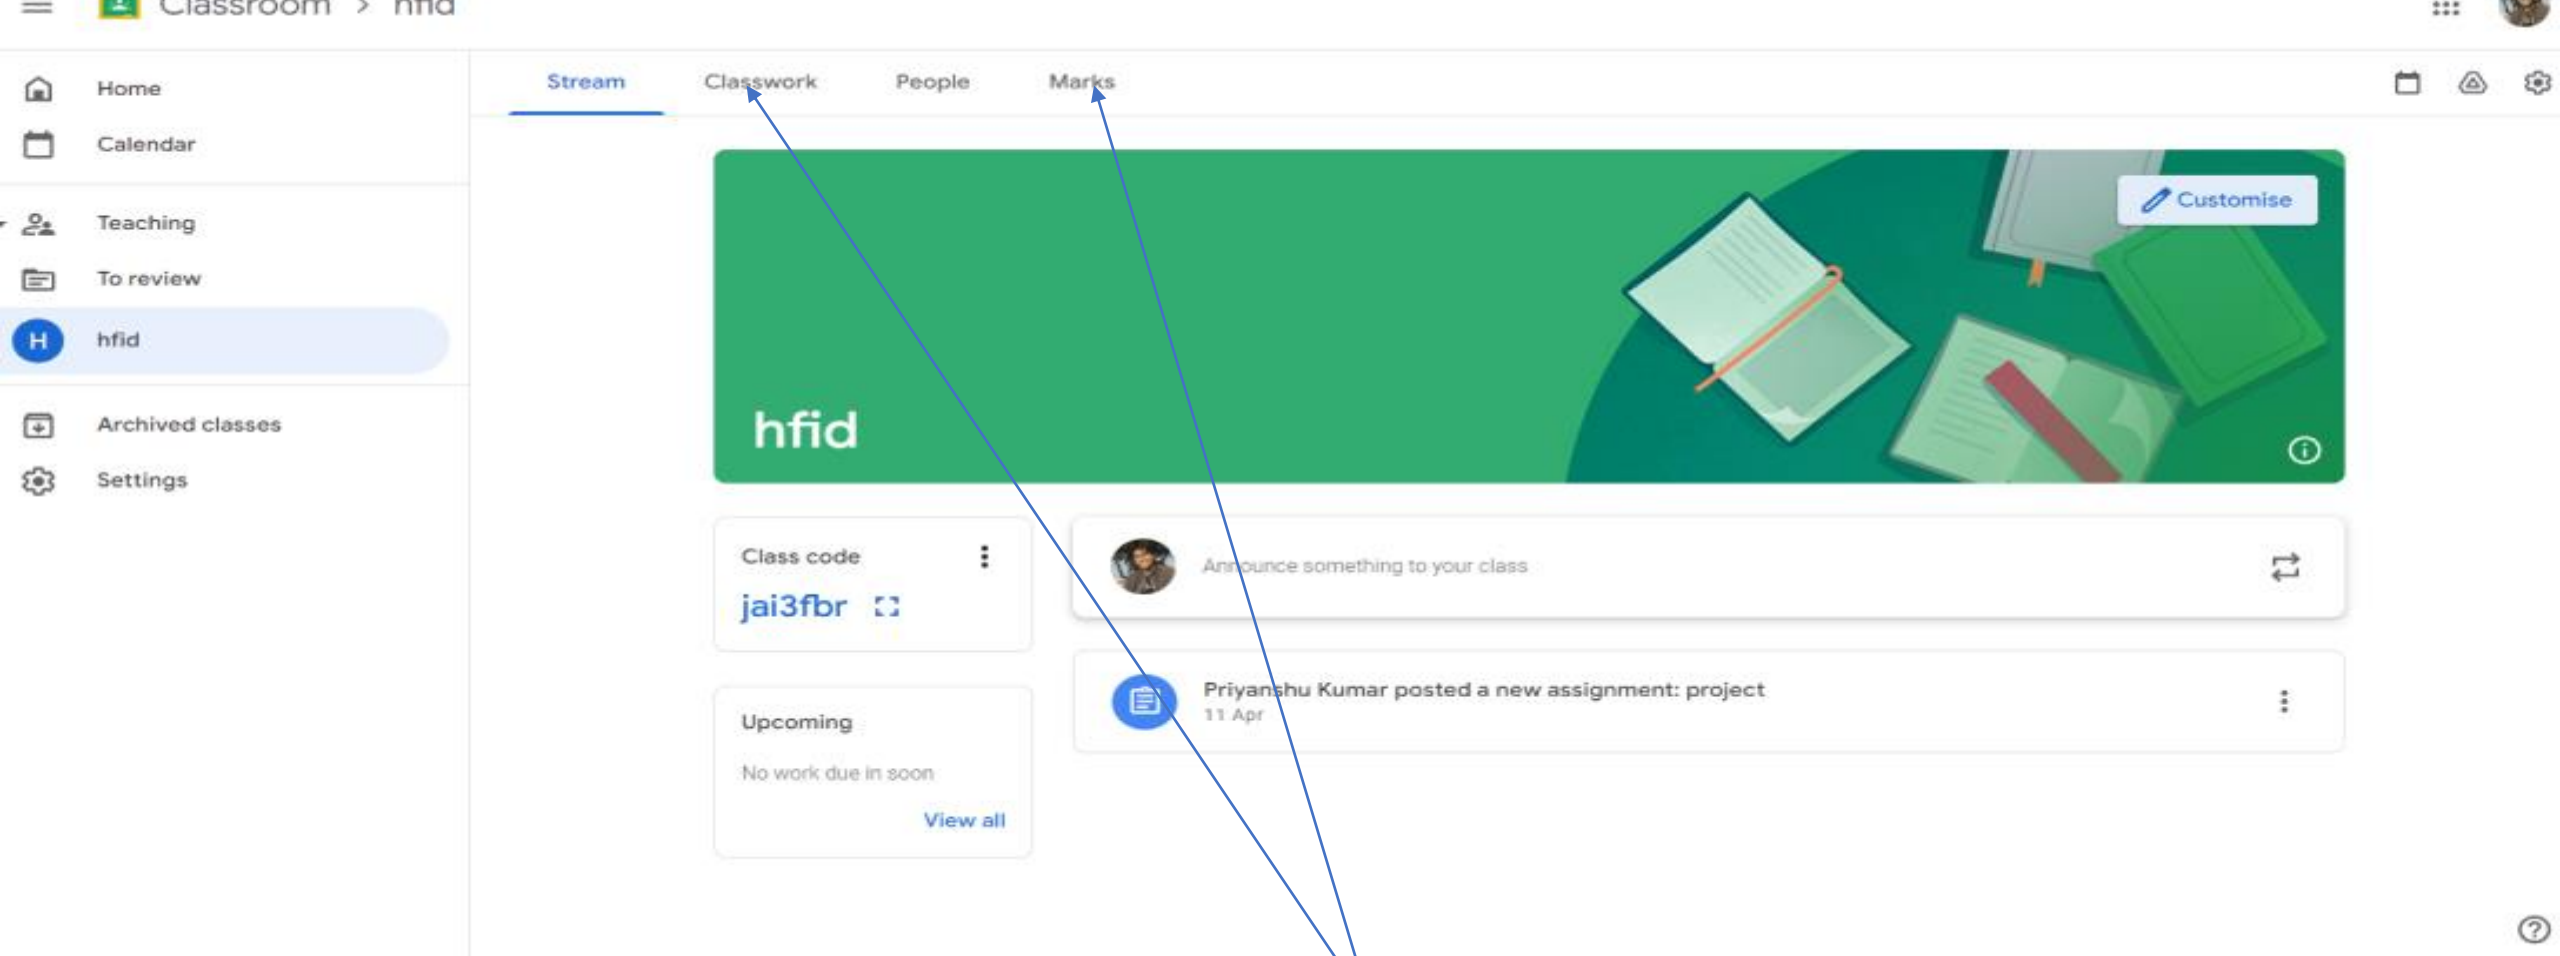 Classroom > hfid
Home
Calendar
Teaching
To review
H hfid
Archived classes
Settings
Stream Classwork People Marks
Customise
hfid
Class code
jai3fbr
Upcoming
No work due in soon
View all
Announce something to your class
Priyanshu Kumar posted a new assignment: project
11 Apr